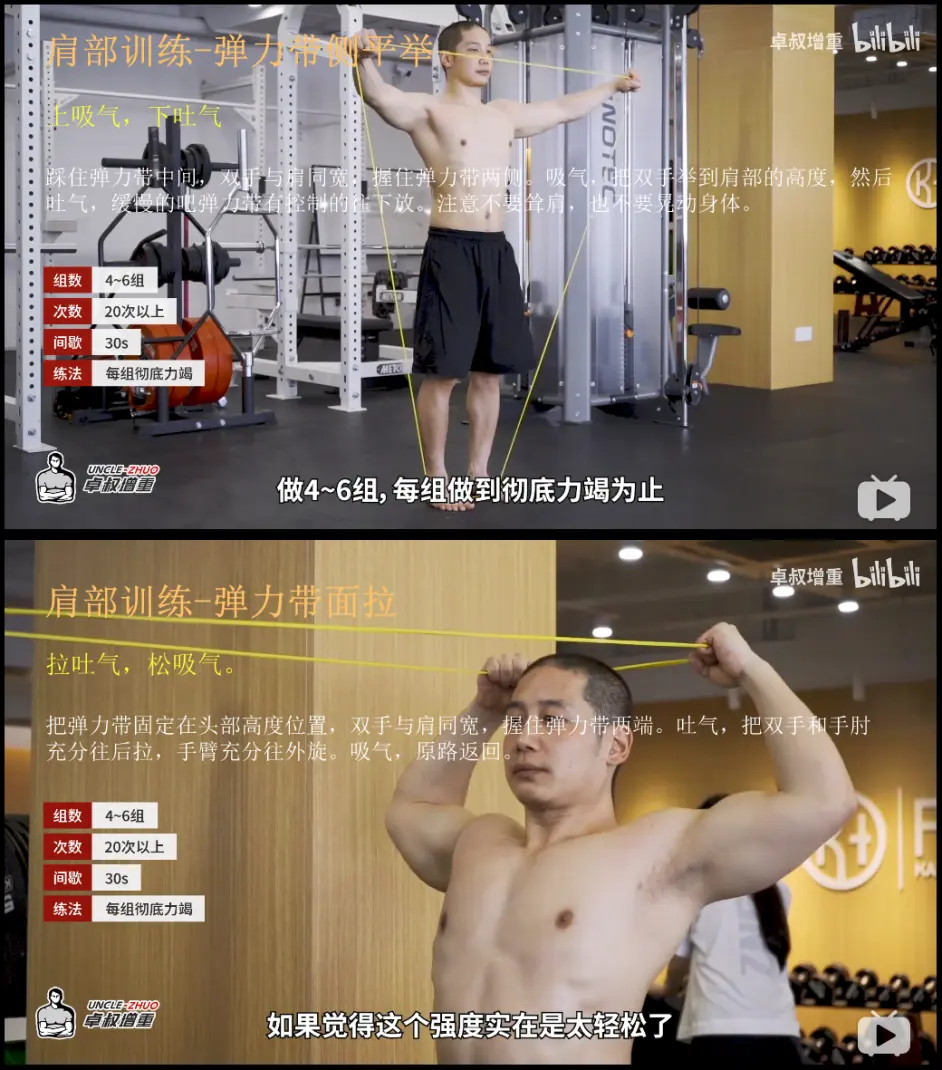 肩部训练-弹力带侧平举
卓叔增重 bilibili
上吸气，下吐气
踩住弹力带中间，双手与肩同宽，握住弹力带两侧。吸气，把双手举到肩部的高度，然后
吐气，缓慢的吧弹力带有控制的往下放。注意不要耸肩，也不要晃动身体。
组数 4~6组
次数 20次以上
间歇 30s
练法 每组彻底力竭
UNCLE-ZHUO
卓叔增重
做4~6组，每组做到彻底力竭为止
肩部训练-弹力带面拉
卓叔增重 bilibili
拉吐气，松吸气。
把弹力带固定在头部高度位置，双手与肩同宽，握住弹力带两端。吐气，把双手和手肘
充分往后拉，手臂充分往外旋。吸气，原路返回。
组数 4~6组
次数 20次以上
间歇 30s
练法 每组彻底力竭
UNCLE-ZHUO
卓叔增重
如果觉得这个强度实在是太轻松了